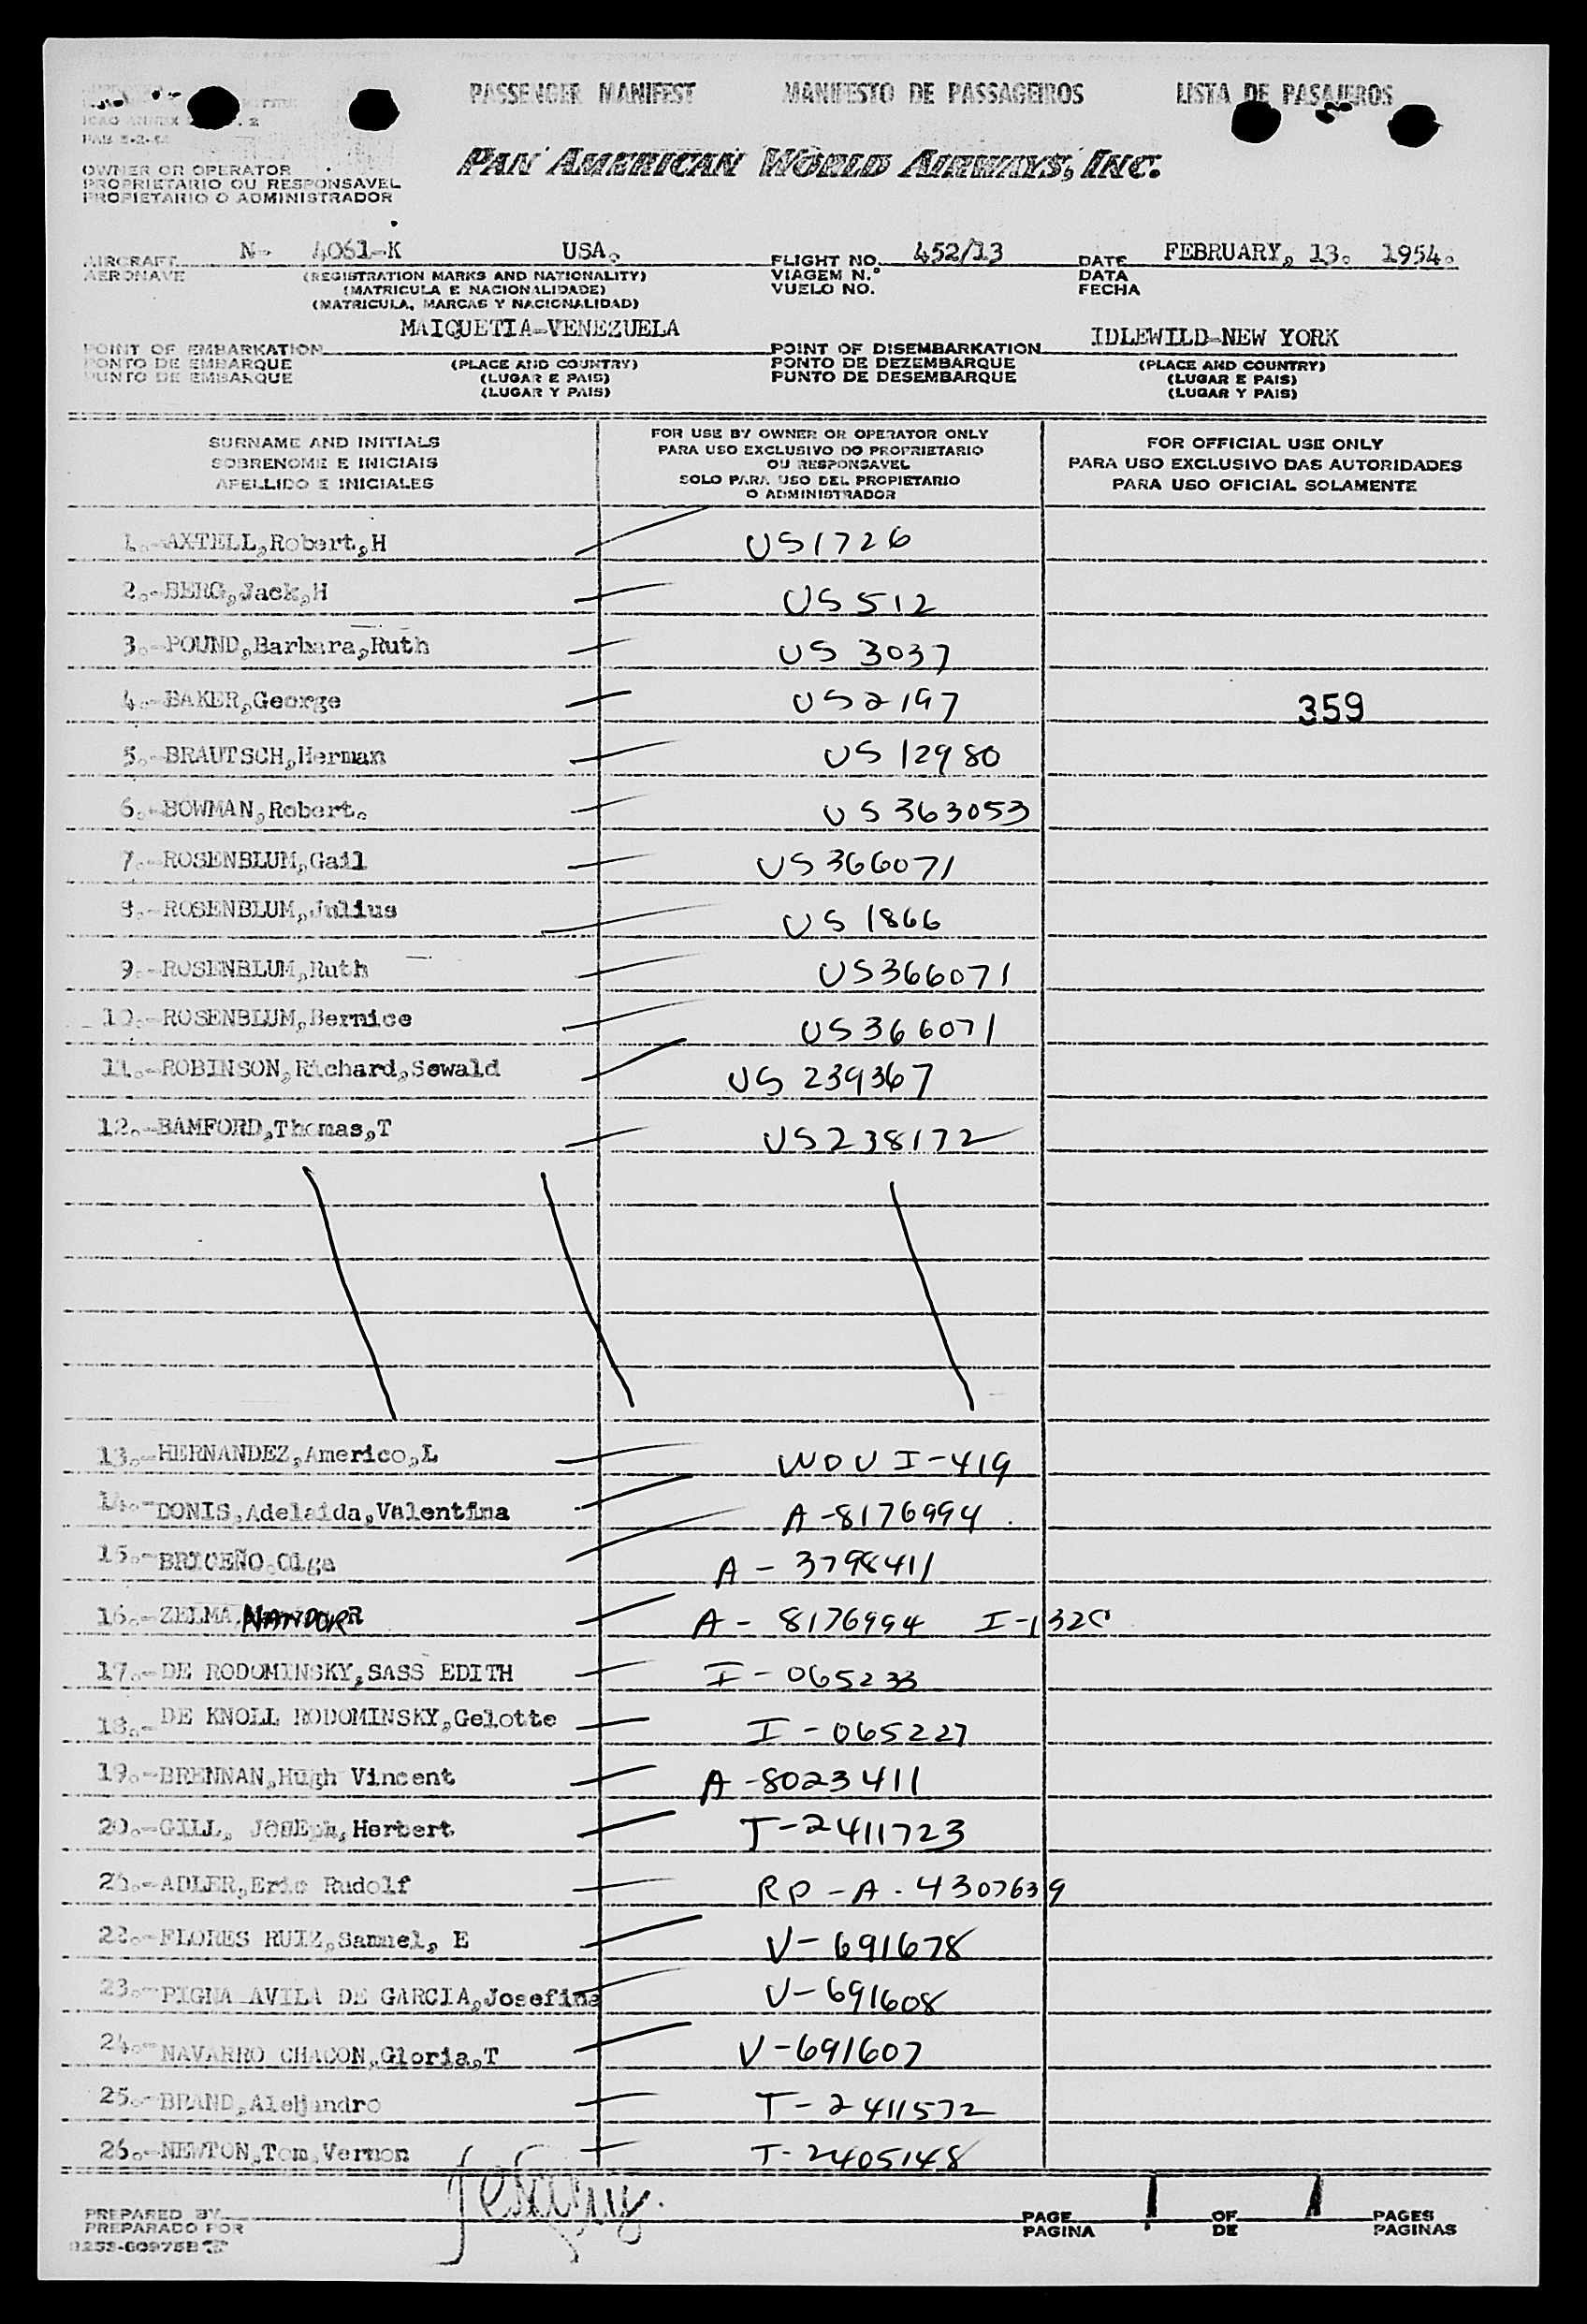 PASSENGER MANIFEST MANIFESTO DE PASSAGEIROS LISTA DE PASAJEROS
OWNER OR OPERATOR
PROPRIETARIO OU RESPONSAVEL
PROPIETARIO O ADMINISTRADOR
PAN AMERICAN WORLD AIRWAYS, INC.
AIRCRAFT N- 4061-K USA. FLIGHT NO. 452/13 DATE FEBRUARY, 13. 1954.
AERONAVE (REGISTRATION MARKS AND NATIONALITY) VIAGEM N.º DATA
(MATRICULA E NACIONALIDADE) VUELO NO. FECHA
(MATRICULA, MARCAS Y NACIONALIDAD)
POINT OF EMBARKATION MAIQUETIA-VENEZUELA POINT OF DISEMBARKATION IDLEWILD-NEW YORK
PONTO DE EMBARQUE (PLACE AND COUNTRY) PONTO DE DEZEMBARQUE (PLACE AND COUNTRY)
PUNTO DE EMBARQUE (LUGAR E PAIS) PUNTO DE DESEMBARQUE (LUGAR E PAIS)
(LUGAR Y PAIS) (LUGAR Y PAIS)
SURNAME AND INITIALS
SOBRENOME E INICIAIS
APELLIDO E INICIALES
FOR USE BY OWNER OR OPERATOR ONLY
PARA USO EXCLUSIVO DO PROPRIETARIO
OU RESPONSAVEL
SOLO PARA USO DEL PROPIETARIO
O ADMINISTRADOR
FOR OFFICIAL USE ONLY
PARA USO EXCLUSIVO DAS AUTORIDADES
PARA USO OFICIAL SOLAMENTE
1.-AXTELL,Robert,H US1726
2.-BERG,Jack,H US 512
3.-POUND,Barbara,Ruth US 3037
4.-BAKER,George US 2197 359
5.-BRAUTSCH,Herman US 12980
6.-BOWMAN,Robert. US 363053
7.-ROSENBLUM,Gail US 366071
8.-ROSENBLUM,Julius US 1866
9.-ROSENBLUM,Ruth US366071
10.-ROSENBLUM,Bernice US366071
11.-ROBINSON,Richard,Sewald US 239367
12.-BAMFORD,Thomas,T US238172
13.-HERNANDEZ,Americo,L WOV I-419
14.-DONIS,Adelaida,Valentina A-8176994
15.-BRICEÑO.Olga A - 3798411
16.-ZELMA NANDOR R A - 8176994 I-132C
17.-DE RODOMINSKY,SASS EDITH I - 065233
18.-DE KNOLL RODOMINSKY,Gelotte I - 065227
19.-BRENNAN,Hugh Vincent A -8023411
20.-GILL, JOSEph,Herbert T-2411723
21.-ADLER,Eric Rudolf RP-A-4307639
22.-FLORES RUIZ,Samuel, E V-691678
23.-PIGNA AVILA DE GARCIA,Josefina V-691608
24.-NAVARRO CHACON,Gloria,T V-691607
25.-BRAND,Alejandro T-2411572
26.-NEWTON,Tom Vernon T-2405148
PREPARED BY PAGE 1 OF 1 PAGES
PREPARADO POR PAGINA DE PAGINAS